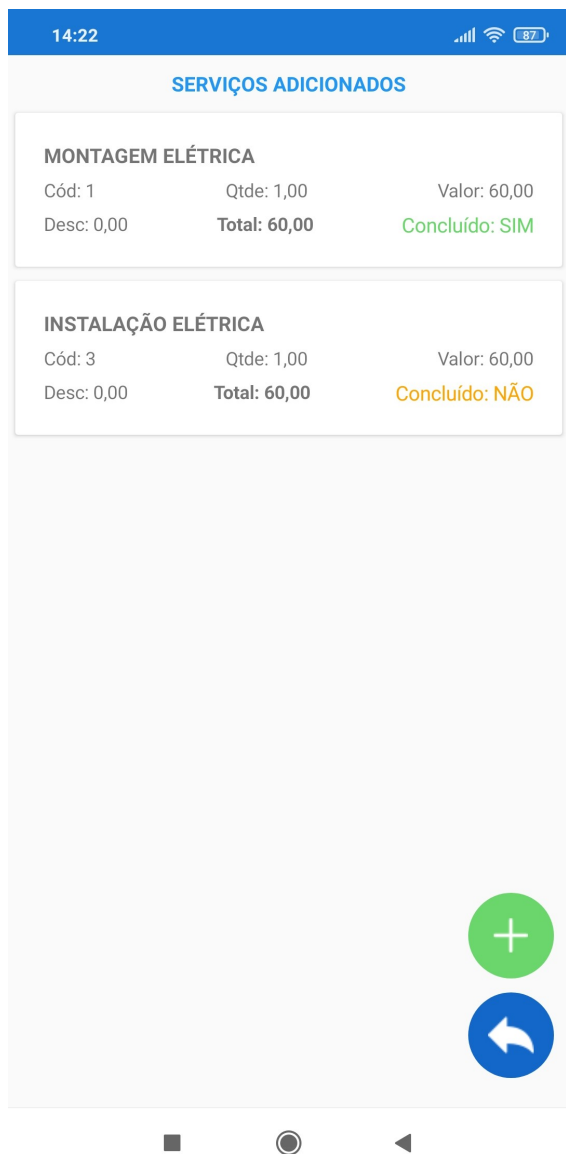 14:22 87
SERVIÇOS ADICIONADOS
MONTAGEM ELÉTRICA
Cód: 1 Qtde: 1,00 Valor: 60,00
Desc: 0,00 Total: 60,00 Concluído: SIM
INSTALAÇÃO ELÉTRICA
Cód: 3 Qtde: 1,00 Valor: 60,00
Desc: 0,00 Total: 60,00 Concluído: NÃO